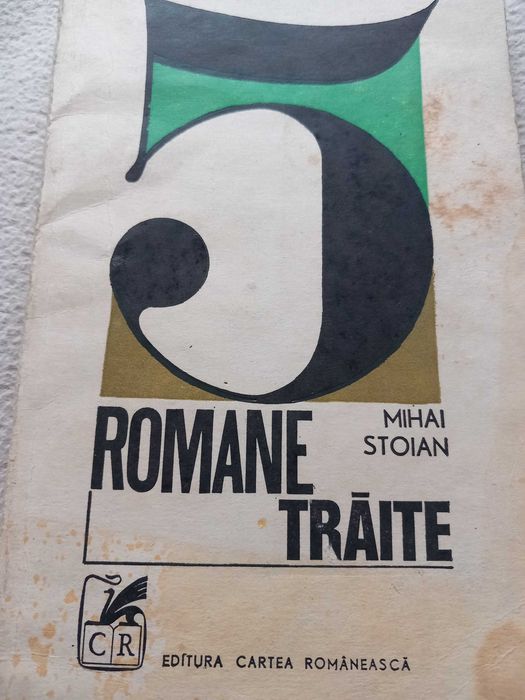 5
ROMANE
TRĂITE
MIHAI
STOIAN
CR
EDITURA CARTEA ROMÂNEASCĂ